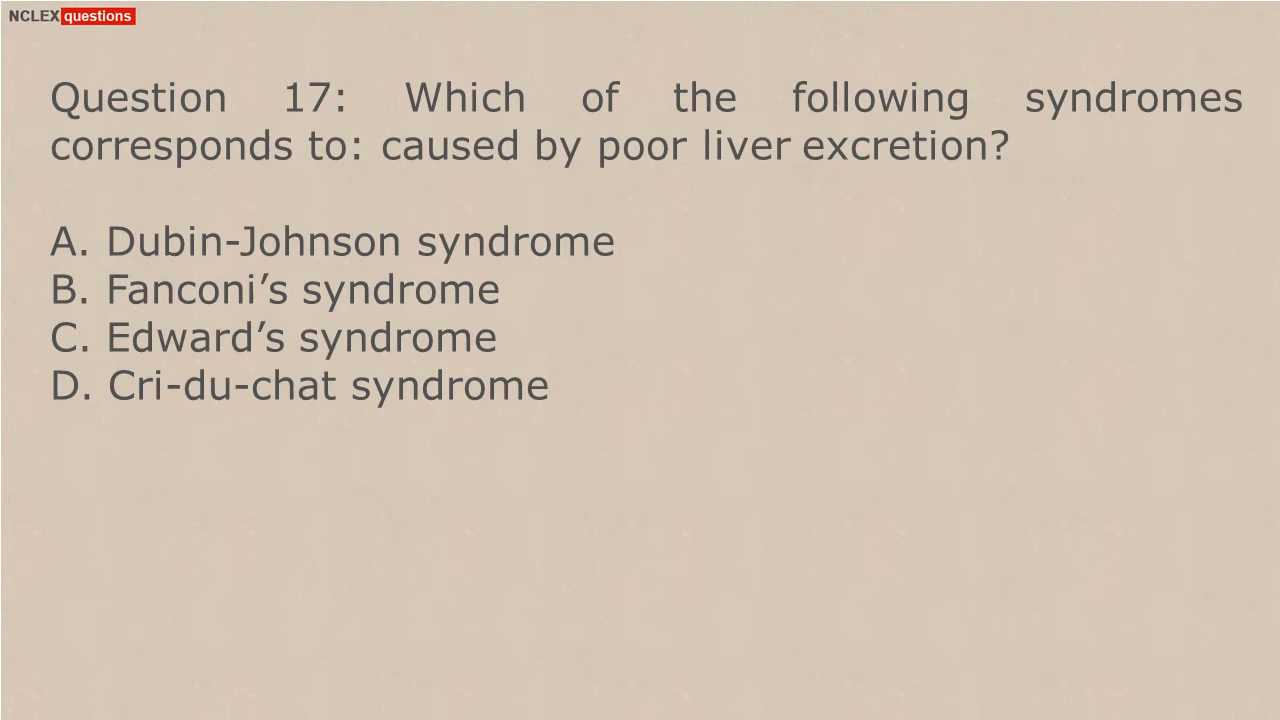 NCLEX questions
Question 17: Which of the following syndromes
corresponds to: caused by poor liver excretion?
A. Dubin-Johnson syndrome
B. Fanconi’s syndrome
C. Edward’s syndrome
D. Cri-du-chat syndrome